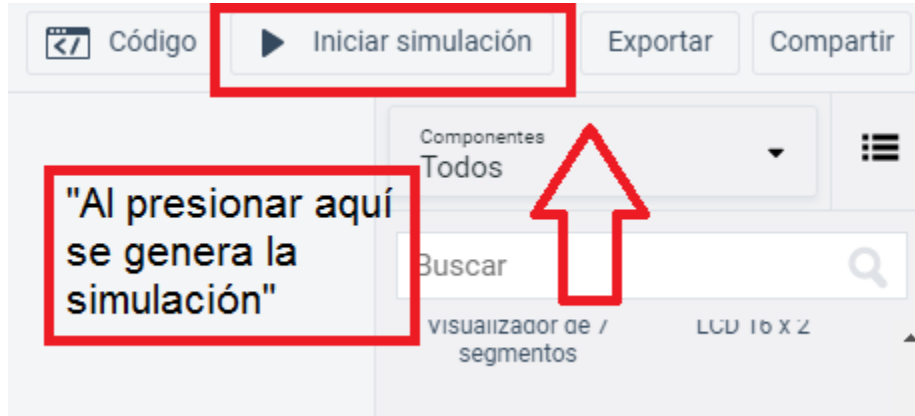 Código
Iniciar simulación
Exportar
Compartir
Componentes
Todos
"Al presionar aquí
se genera la
simulación"
Buscar
Visualizador de 7
segmentos
LCD 16 x 2